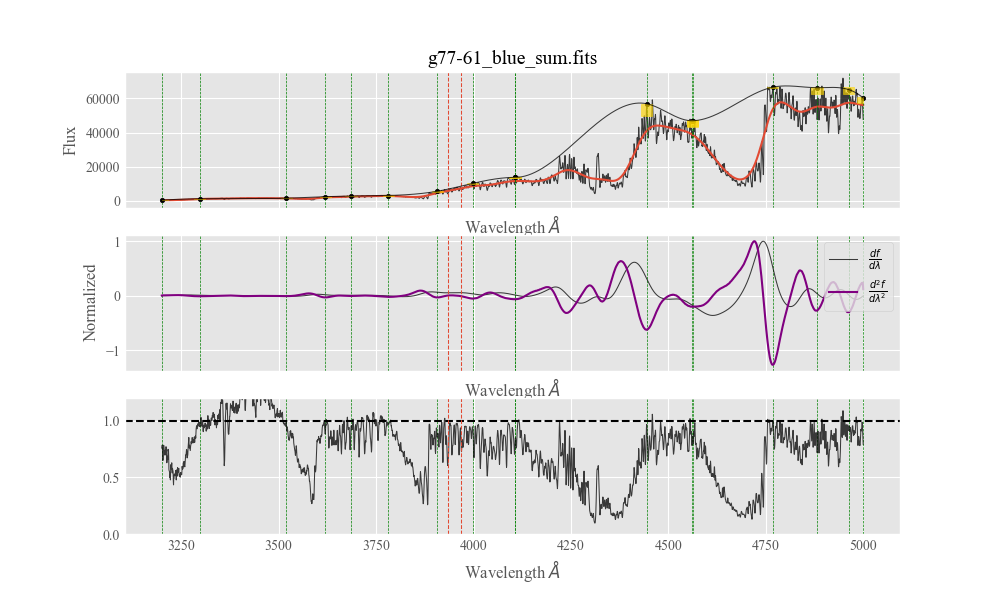 g77-61_blue_sum.fits
60000
40000
20000
0
Flux
Wavelength Å
1
0
−1
Normalized
df/dλ
d²f/dλ²
Wavelength Å
1.0
0.5
0.0
3250 3500 3750 4000 4250 4500 4750 5000
Wavelength Å